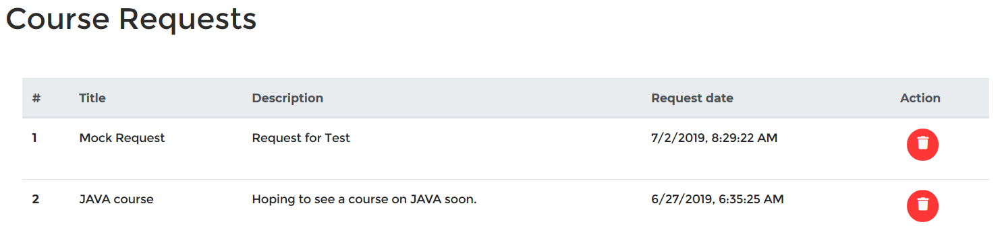 Course Requests
# Title Description Request date Action
1 Mock Request Request for Test 7/2/2019, 8:29:22 AM
2 JAVA course Hoping to see a course on JAVA soon. 6/27/2019, 6:35:25 AM